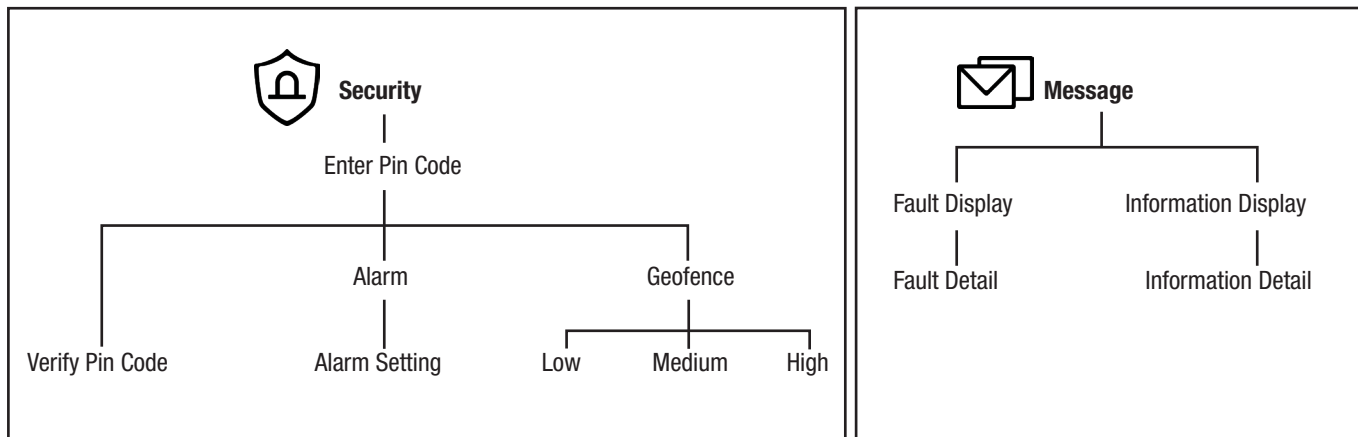 Security
Enter Pin Code
Alarm
Geofence
Verify Pin Code
Alarm Setting
Low
Medium
High
Message
Fault Display
Information Display
Fault Detail
Information Detail